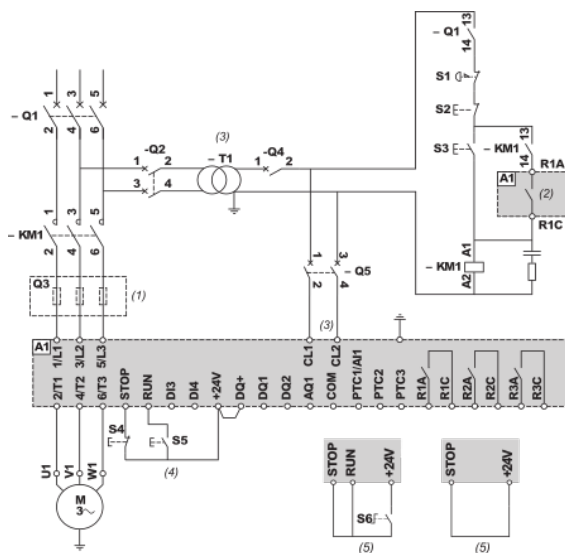 13
– Q1
14
S1
S2
S3
13
– KM1
14
R1A
A1
(2)
R1C
A1
– KM1
A2
1
3
5
– Q1
2
4
6
-Q2
1
2
3
4
(3)
– T1
-Q4
1
2
1
3
5
– KM1
2
4
6
Q3
(1)
1
3
– Q5
2
4
(3)
A1
1/L1
3/L2
5/L3
CL1
CL2
2/T1
4/T2
6/T3
STOP
RUN
DI3
DI4
+24V
DQ+
DQ1
DQ2
AQ1
COM
PTC1/AI1
PTC2
PTC3
R1A
R1C
R2A
R2C
R3A
R3C
S4
S5
(4)
U1
V1
W1
M
3
STOP
RUN
+24V
S6
(5)
STOP
+24V
(5)